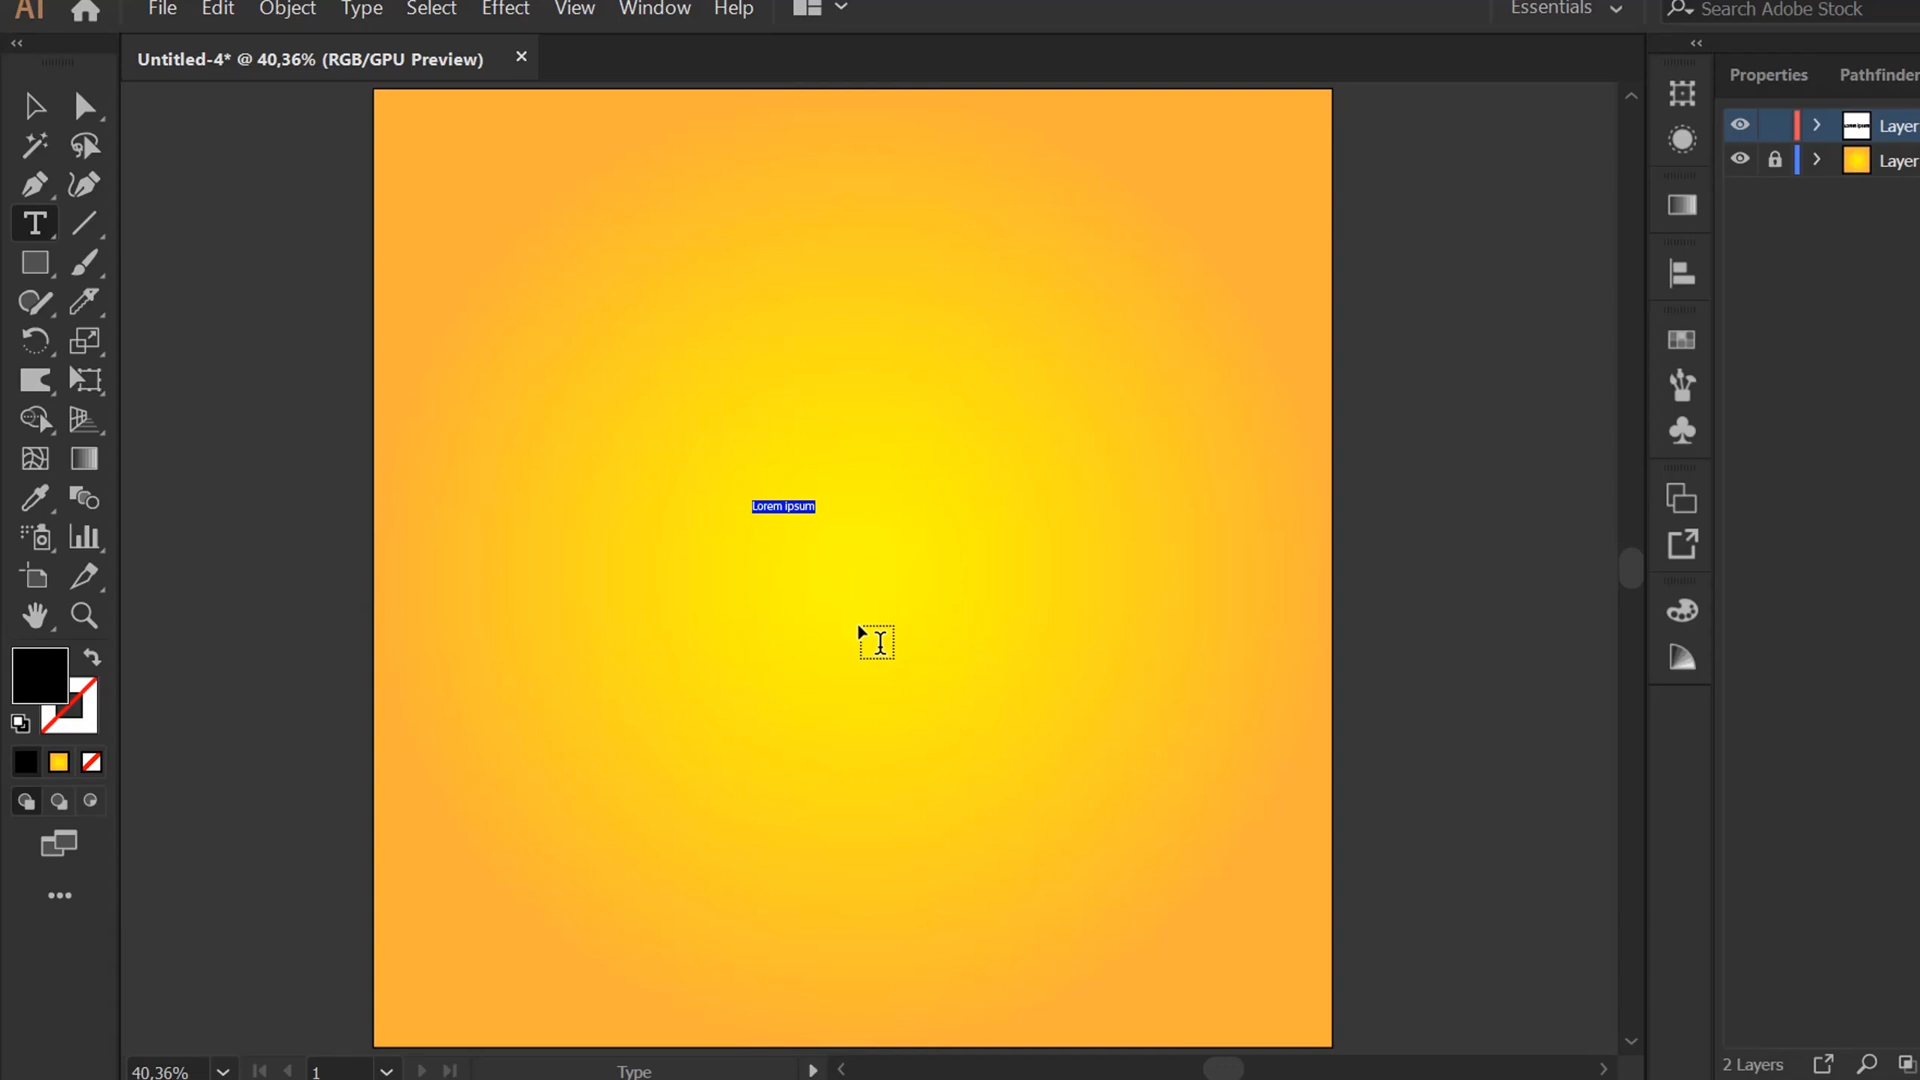 Ai File Edit Object Type Select Effect View Window Help Essentials Search Adobe Stock
Untitled-4* @ 40,36% (RGB/GPU Preview)
Properties Pathfinder
Layer
Layer
T
Lorem ipsum
40,36% 1 Type
2 Layers